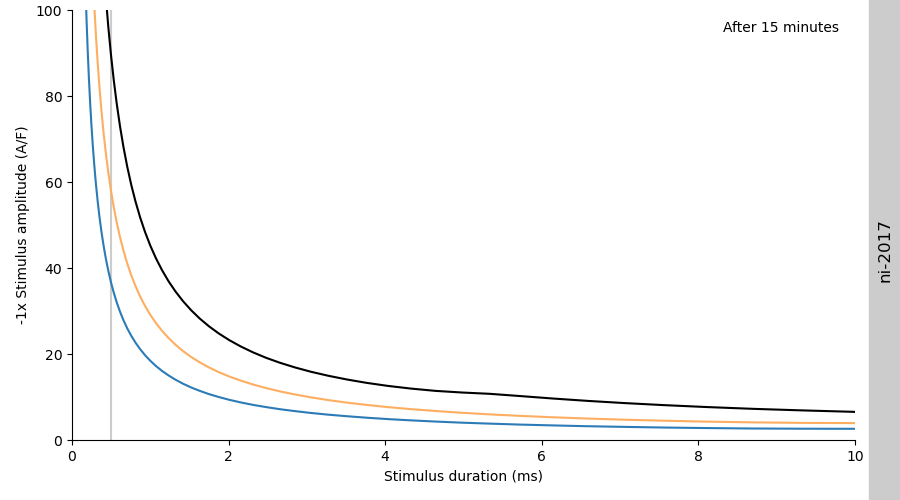 After 15 minutes
100
80
60
40
20
0
-1x Stimulus amplitude (A/F)
0 2 4 6 8 10
Stimulus duration (ms)
ni-2017